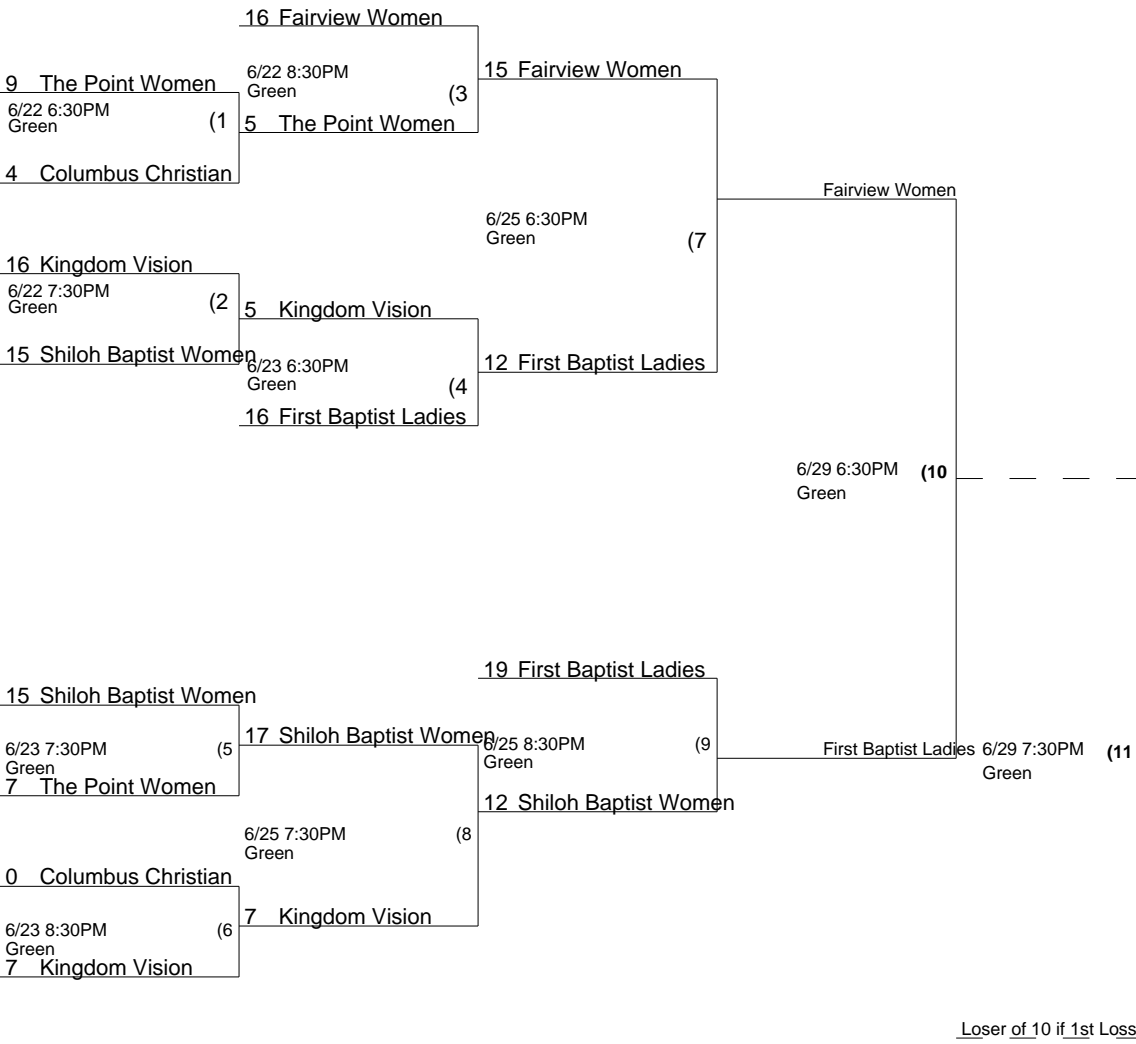 16 Fairview Women
6/22 8:30PM
Green
(3
15 Fairview Women
9 The Point Women
6/22 6:30PM
Green
(1
5 The Point Women
4 Columbus Christian
Fairview Women
6/25 6:30PM
Green
(7
16 Kingdom Vision
6/22 7:30PM
Green
(2
5 Kingdom Vision
15 Shiloh Baptist Women
6/23 6:30PM
Green
(4
12 First Baptist Ladies
16 First Baptist Ladies
6/29 6:30PM
Green
(10
19 First Baptist Ladies
15 Shiloh Baptist Women
6/23 7:30PM
Green
(5
17 Shiloh Baptist Women
6/25 8:30PM
Green
(9
First Baptist Ladies
6/29 7:30PM
Green
(11
7 The Point Women
12 Shiloh Baptist Women
6/25 7:30PM
Green
(8
0 Columbus Christian
6/23 8:30PM
Green
(6
7 Kingdom Vision
7 Kingdom Vision
Loser of 10 if 1st Loss